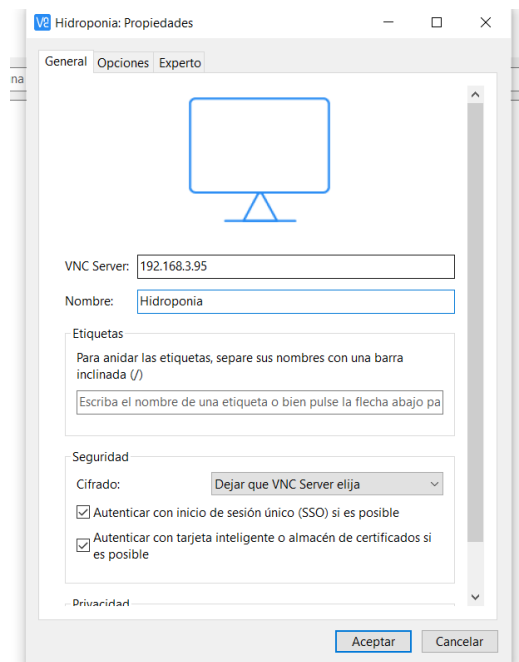 V2 Hidroponia: Propiedades
General Opciones Experto
na
VNC Server: 192.168.3.95
Nombre: Hidroponia
Etiquetas
Para anidar las etiquetas, separe sus nombres con una barra
inclinada (/)
Escriba el nombre de una etiqueta o bien pulse la flecha abajo pa
Seguridad
Cifrado: Dejar que VNC Server elija
Autenticar con inicio de sesión único (SSO) si es posible
Autenticar con tarjeta inteligente o almacén de certificados si
es posible
Privacidad
Aceptar Cancelar